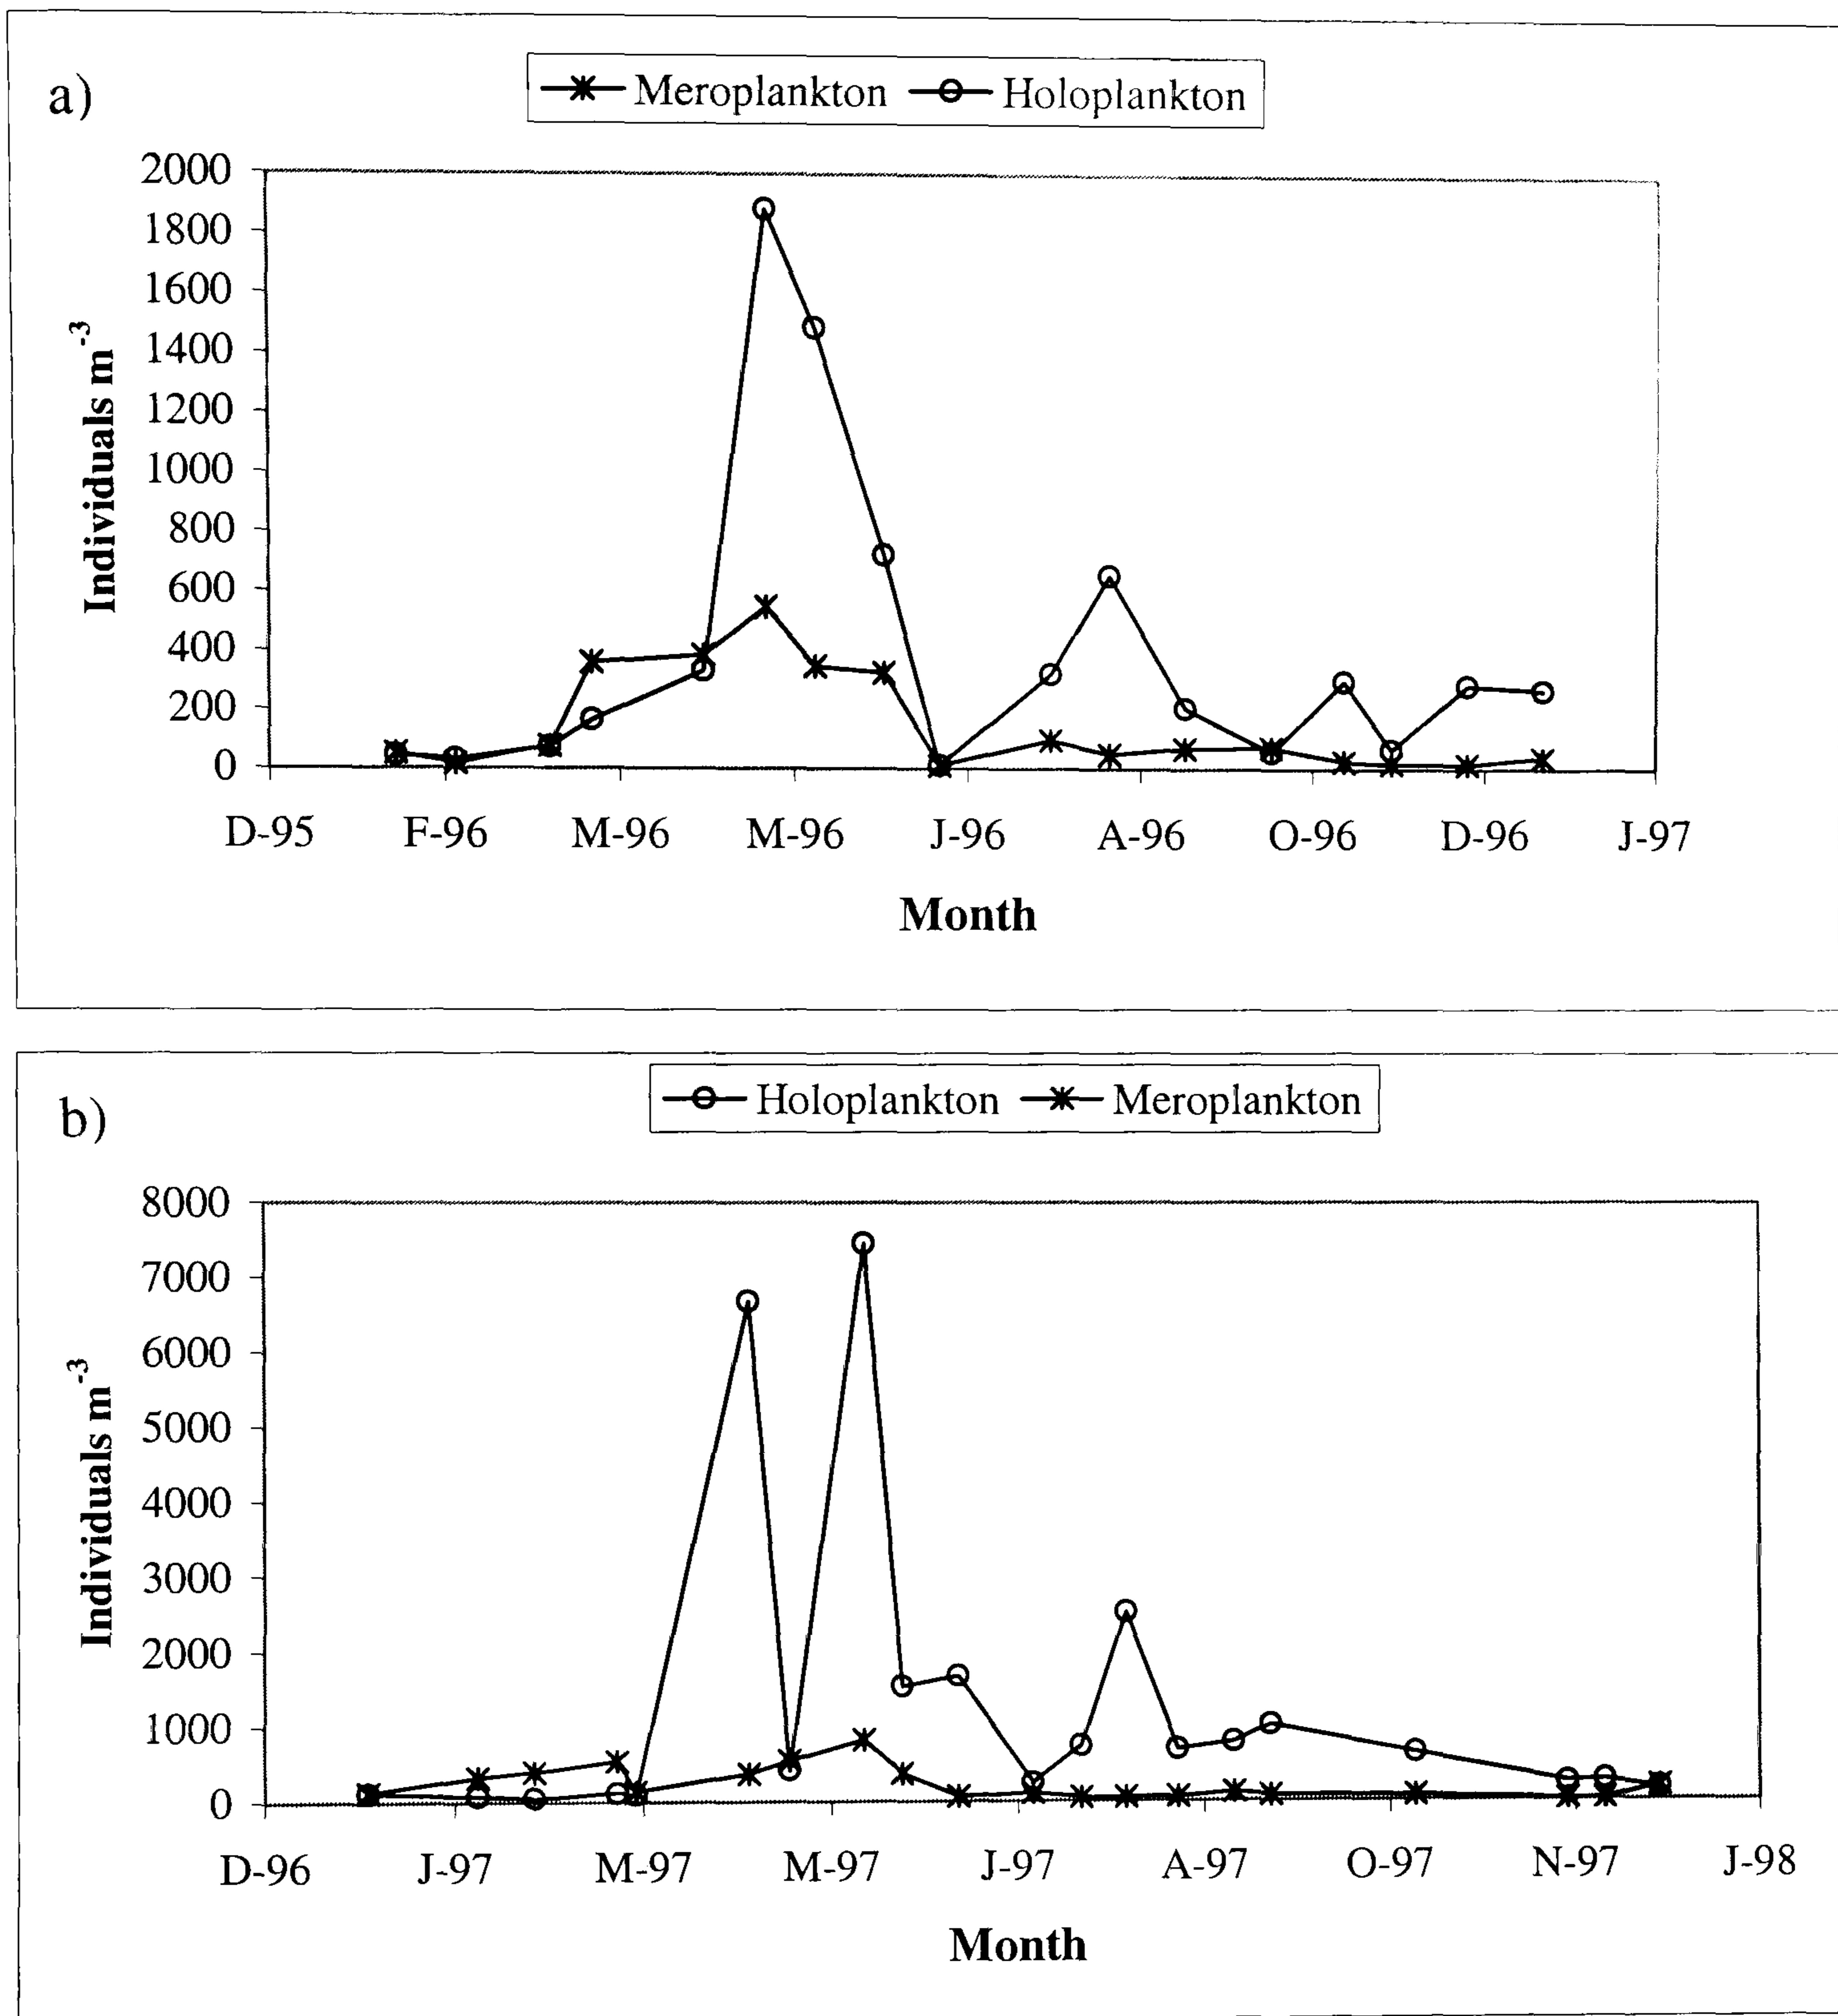 a)
Meroplankton Holoplankton
2000
1800
1600
1400
1200
1000
800
600
400
200
0
Individuals m⁻³
D-95 F-96 M-96 M-96 J-96 A-96 O-96 D-96 J-97
Month
b)
Holoplankton Meroplankton
8000
7000
6000
5000
4000
3000
2000
1000
0
Individuals m⁻³
D-96 J-97 M-97 M-97 J-97 A-97 O-97 N-97 J-98
Month